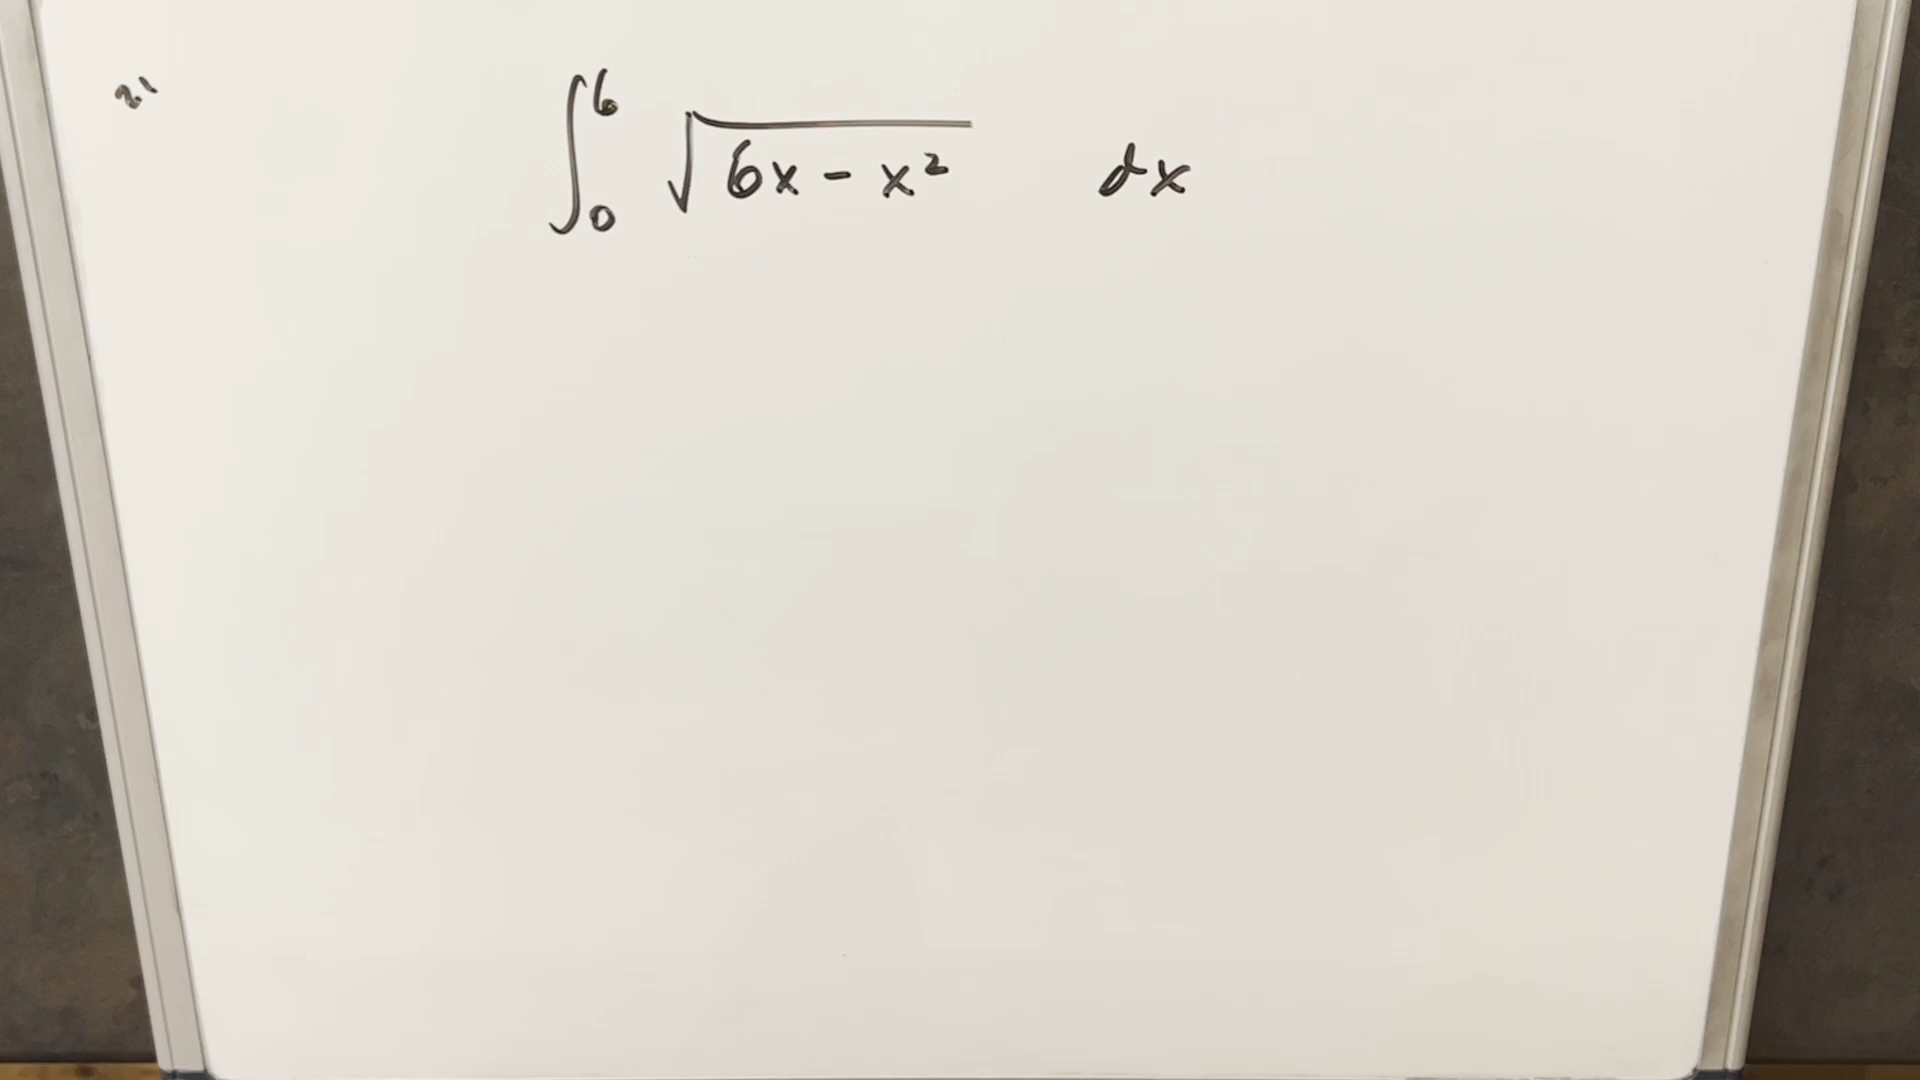 21
∫₀⁶ √(6x - x²) dx